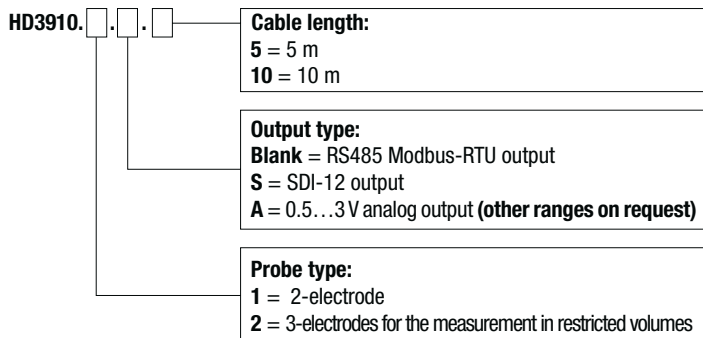 HD3910. . .
Cable length:
5 = 5 m
10 = 10 m
Output type:
Blank = RS485 Modbus-RTU output
S = SDI-12 output
A = 0.5…3 V analog output (other ranges on request)
Probe type:
1 = 2-electrode
2 = 3-electrodes for the measurement in restricted volumes